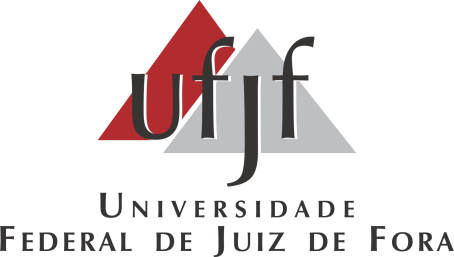 ufjf
UNIVERSIDADE
FEDERAL DE JUIZ DE FORA